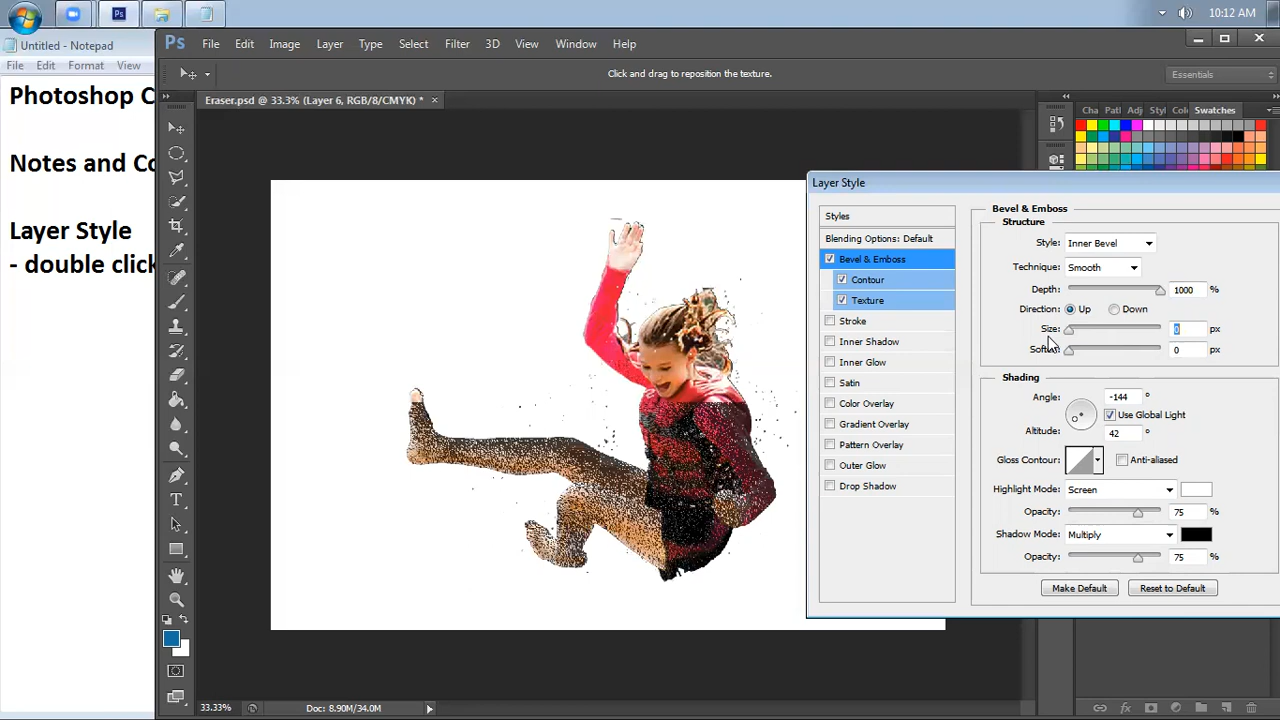 10:12 AM
Untitled - Notepad
File Edit Format View
Photoshop C
Notes and Co
Layer Style
- double click
Ps File Edit Image Layer Type Select Filter 3D View Window Help
Click and drag to reposition the texture.
Essentials
Eraser.psd @ 33.3% (Layer 6, RGB/8/CMYK) * ×
Cha Pat Adj Styl Col Swatches
Layer Style
Styles
Blending Options: Default
Bevel & Emboss
Contour
Texture
Stroke
Inner Shadow
Inner Glow
Satin
Color Overlay
Gradient Overlay
Pattern Overlay
Outer Glow
Drop Shadow
Bevel & Emboss
Structure
Style: Inner Bevel
Technique: Smooth
Depth: 1000 %
Direction: Up Down
Size: 0 px
Soften: 0 px
Shading
Angle: -144 °
Use Global Light
Altitude: 42 °
Gloss Contour: Anti-aliased
Highlight Mode: Screen
Opacity: 75 %
Shadow Mode: Multiply
Opacity: 75 %
Make Default Reset to Default
33.33% Doc: 8.90M/34.0M